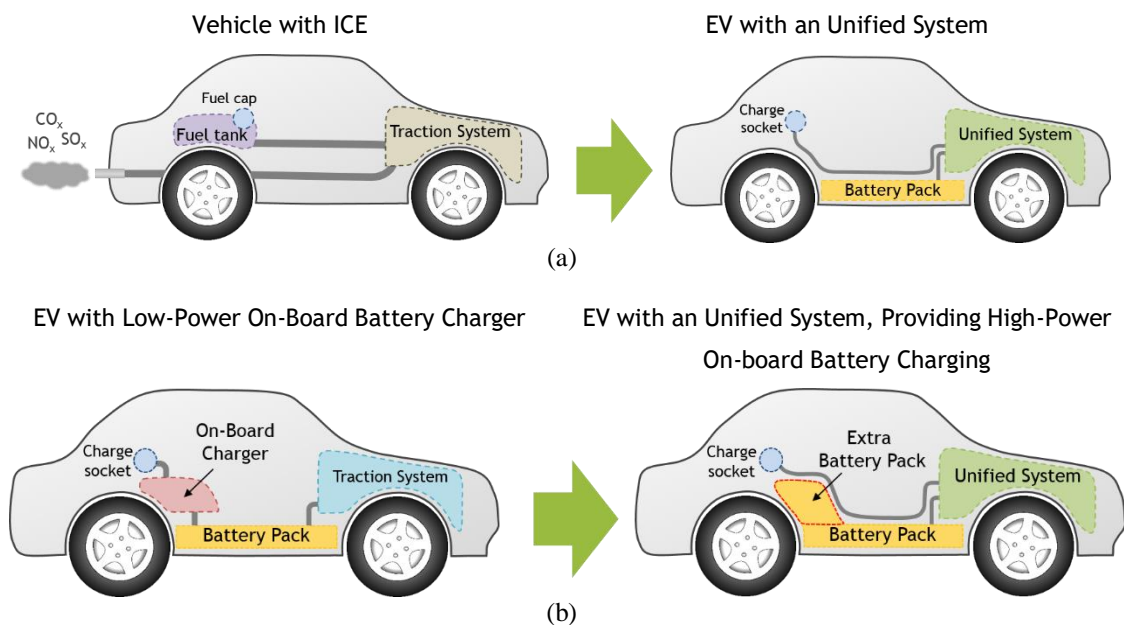 Vehicle with ICE
EV with an Unified System
Fuel cap
Fuel tank
Traction System
COx
NOx SOx
Charge
socket
Unified System
Battery Pack
(a)
EV with Low-Power On-Board Battery Charger
EV with an Unified System, Providing High-Power
On-board Battery Charging
On-Board
Charger
Charge
socket
Traction System
Battery Pack
Extra
Battery Pack
Charge
socket
Unified System
Battery Pack
(b)